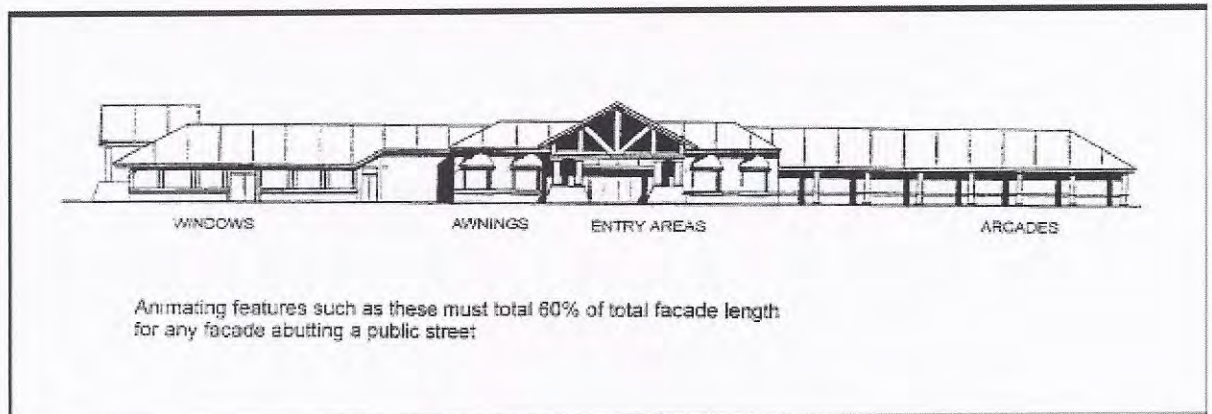 WINDOWS AWNINGS ENTRY AREAS ARCADES
Animating features such as these must total 60% of total facade length
for any facade abutting a public street